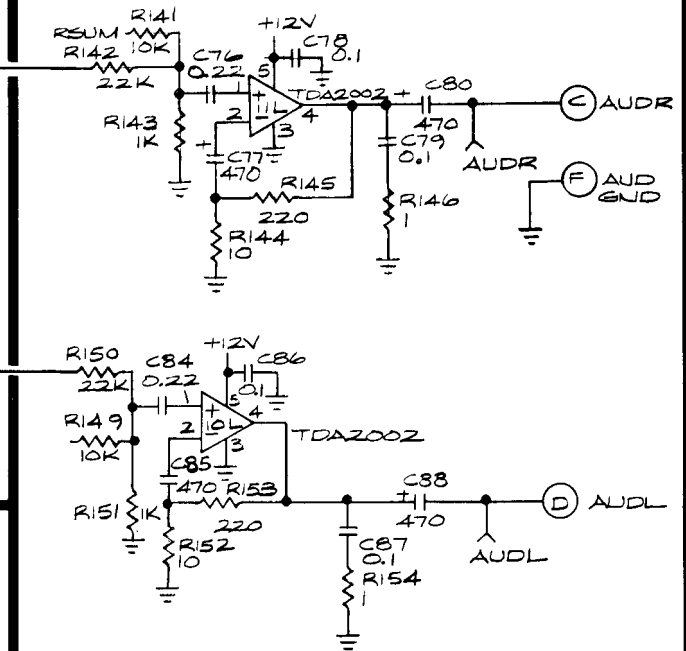 R141
RSUM
10K
R142
22K
C76
0.22
+12V
C78
0.1
5
1
+
11L
2
3
4
TDA2002
+
C80
470
C AUDR
AUDR
R143
1K
+
C77
470
C79
0.1
F AUD
GND
R145
220
R146
1
R144
10
+12V
R150
22K
C84
0.22
C86
0.1
5
1
+
10L
2
3
4
TDA2002
R149
10K
C85
470
R153
220
C88
+
470
D AUDL
AUDL
R151
1K
R152
10
C87
0.1
R154
1